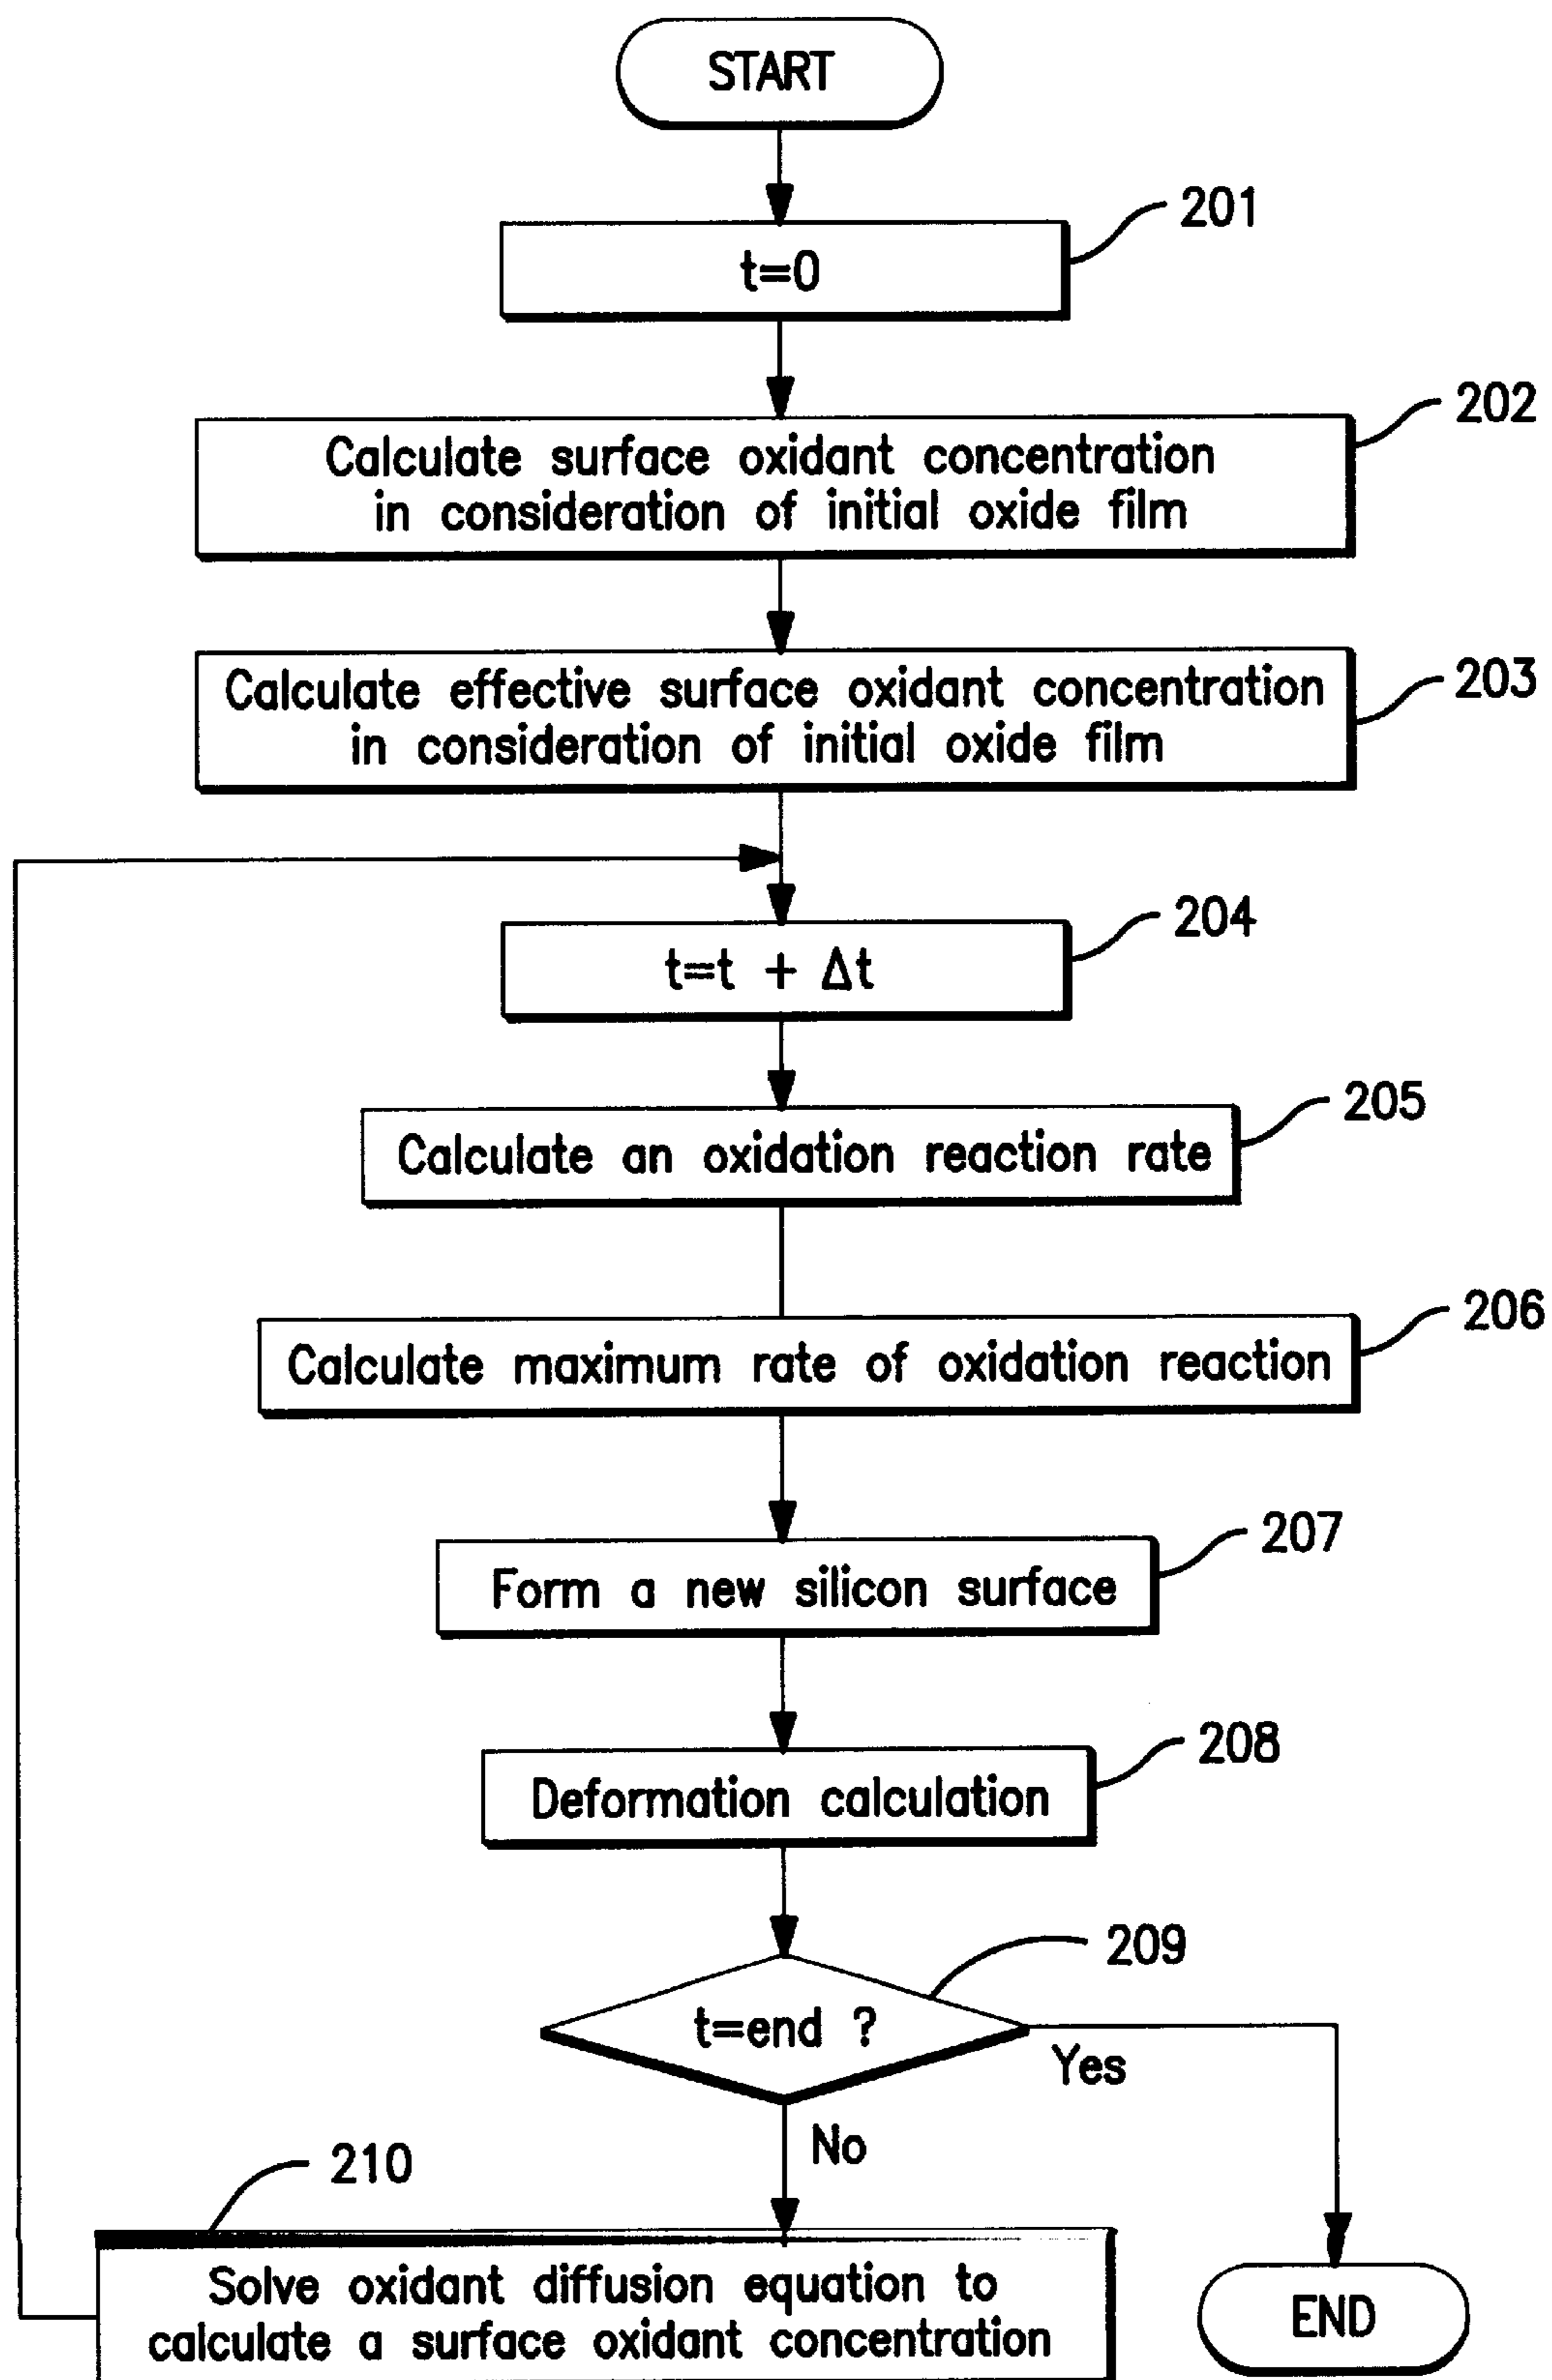 START
201
t=0
202
Calculate surface oxidant concentration
in consideration of initial oxide film
203
Calculate effective surface oxidant concentration
in consideration of initial oxide film
204
t=t + Δt
205
Calculate an oxidation reaction rate
206
Calculate maximum rate of oxidation reaction
207
Form a new silicon surface
208
Deformation calculation
209
t=end ?
Yes
No
210
Solve oxidant diffusion equation to
calculate a surface oxidant concentration
END